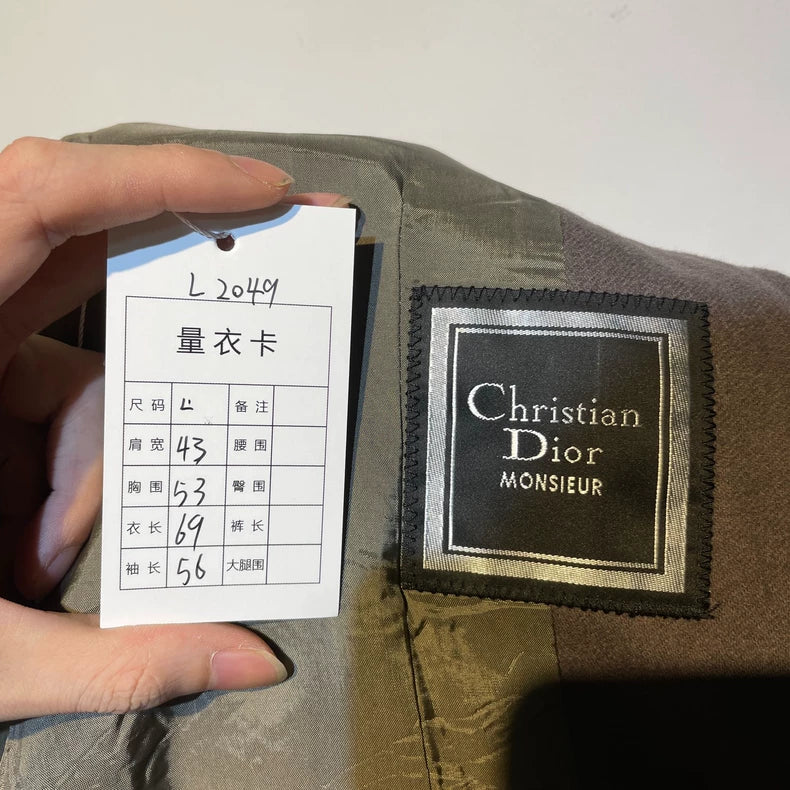 L 2049
量衣卡
尺码 L 备注
肩宽 43 腰围
胸围 53 臀围
衣长 69 裤长
袖长 56 大腿围
Christian
Dior
MONSIEUR